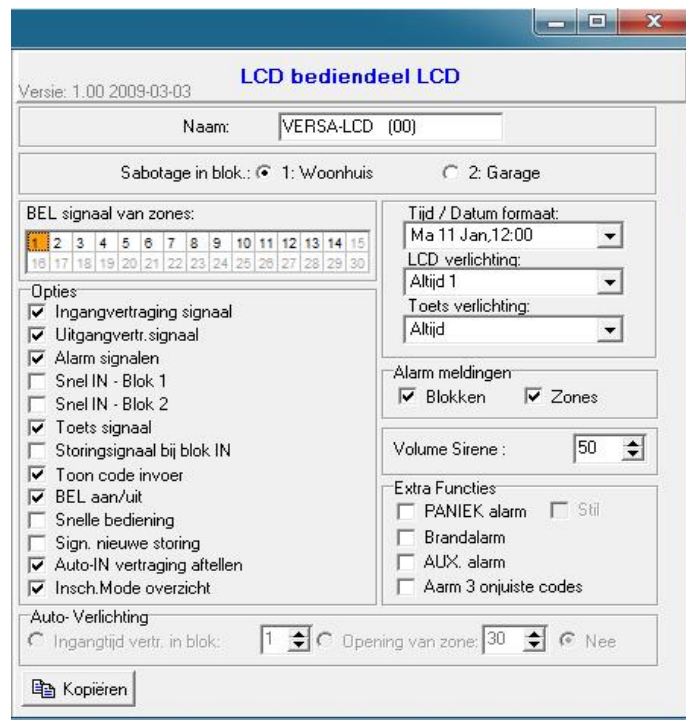 LCD bediendeel LCD
Versie: 1.00 2009-03-03
Naam: VERSA-LCD (00)
Sabotage in blok.: 1: Woonhuis 2: Garage
BEL signaal van zones:
1 2 3 4 5 6 7 8 9 10 11 12 13 14 15
16 17 18 19 20 21 22 23 24 25 26 27 28 29 30
Opties
Ingangvertraging signaal
Uitgangvertr.signaal
Alarm signalen
Snel IN - Blok 1
Snel IN - Blok 2
Toets signaal
Storingsignaal bij blok IN
Toon code invoer
BEL aan/uit
Snelle bediening
Sign. nieuwe storing
Auto-IN vertraging aftellen
Insch.Mode overzicht
Tijd / Datum formaat:
Ma 11 Jan,12:00
LCD verlichting:
Altijd 1
Toets verlichting:
Altijd
Alarm meldingen
Blokken Zones
Volume Sirene : 50
Extra Functies
PANIEK alarm Stil
Brandalarm
AUX. alarm
Aarm 3 onjuiste codes
Auto- Verlichting
Ingangtijd vertr. in blok: 1 Opening van zone: 30 Nee
Kopiëren